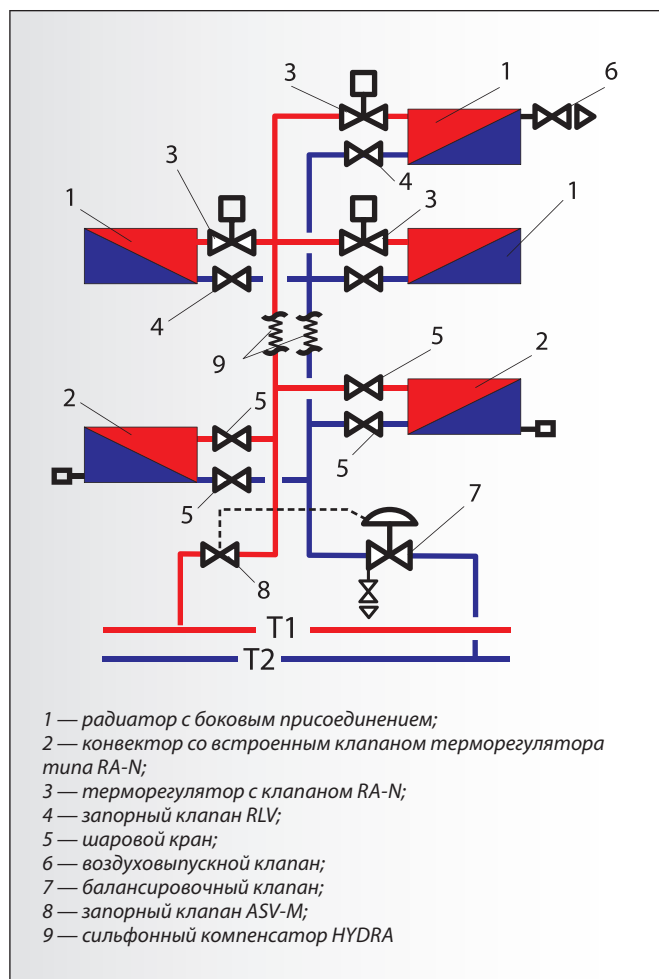 3
1
6
4
3
1
3
1
4
9
5
2
2
5
5
5
7
8
T1
T2
1 — радиатор с боковым присоединением;
2 — конвектор со встроенным клапаном терморегулятора
типа RA-N;
3 — терморегулятор с клапаном RA-N;
4 — запорный клапан RLV;
5 — шаровой кран;
6 — воздуховыпускной клапан;
7 — балансировочный клапан;
8 — запорный клапан ASV-M;
9 — сильфонный компенсатор HYDRA